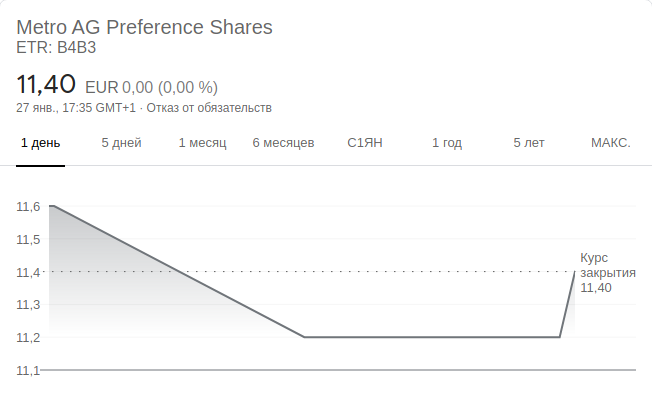 Metro AG Preference Shares
ETR: B4B3
11,40 EUR 0,00 (0,00 %)
27 янв., 17:35 GMT+1 · Отказ от обязательств
1 день 5 дней 1 месяц 6 месяцев С1ЯН 1 год 5 лет МАКС.
11,6
11,5
11,4
11,3
11,2
11,1
Курс
закрытия
11,40